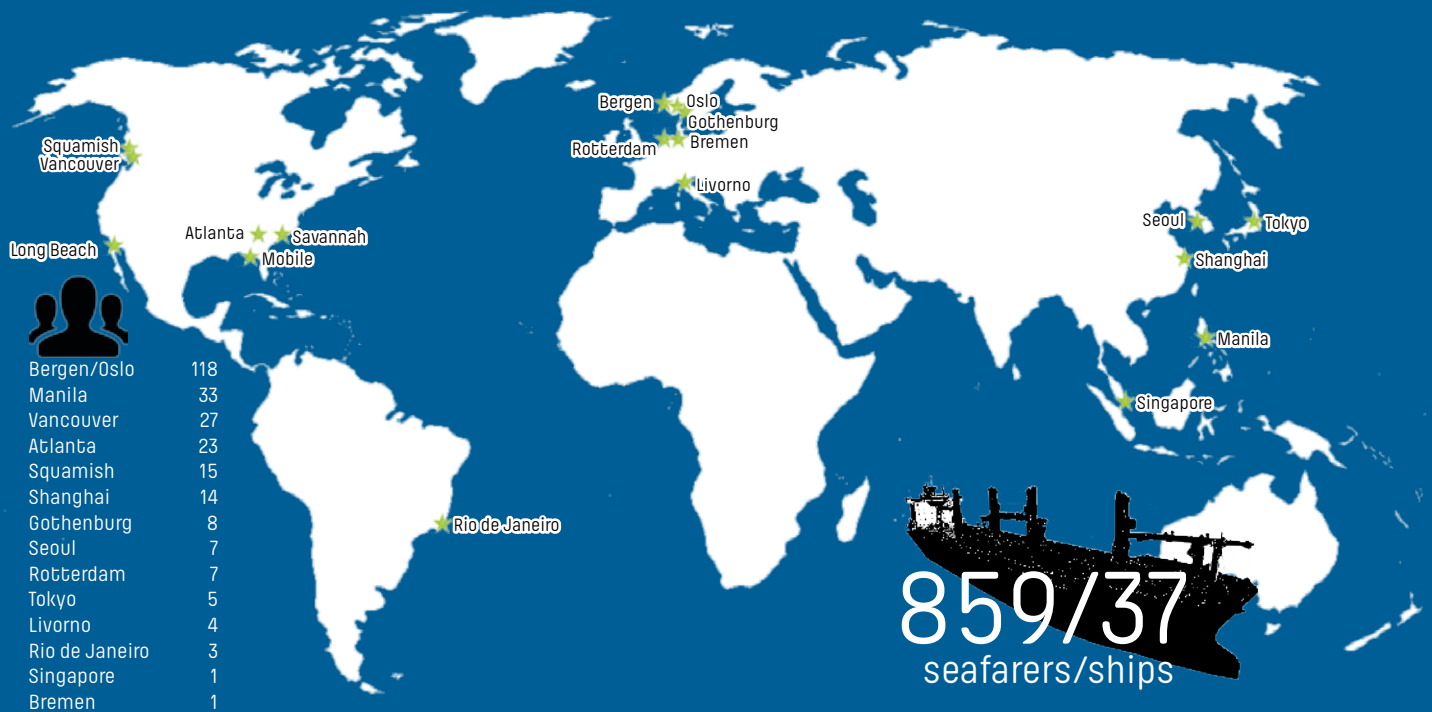 Bergen
Oslo
Gothenburg
Rotterdam
Bremen
Livorno
Squamish
Vancouver
Atlanta
Savannah
Long Beach
Mobile
Seoul
Tokyo
Shanghai
Manila
Singapore
Rio de Janeiro
Bergen/Oslo 118
Manila 33
Vancouver 27
Atlanta 23
Squamish 15
Shanghai 14
Gothenburg 8
Seoul 7
Rotterdam 7
Tokyo 5
Livorno 4
Rio de Janeiro 3
Singapore 1
Bremen 1
859/37
seafarers/ships